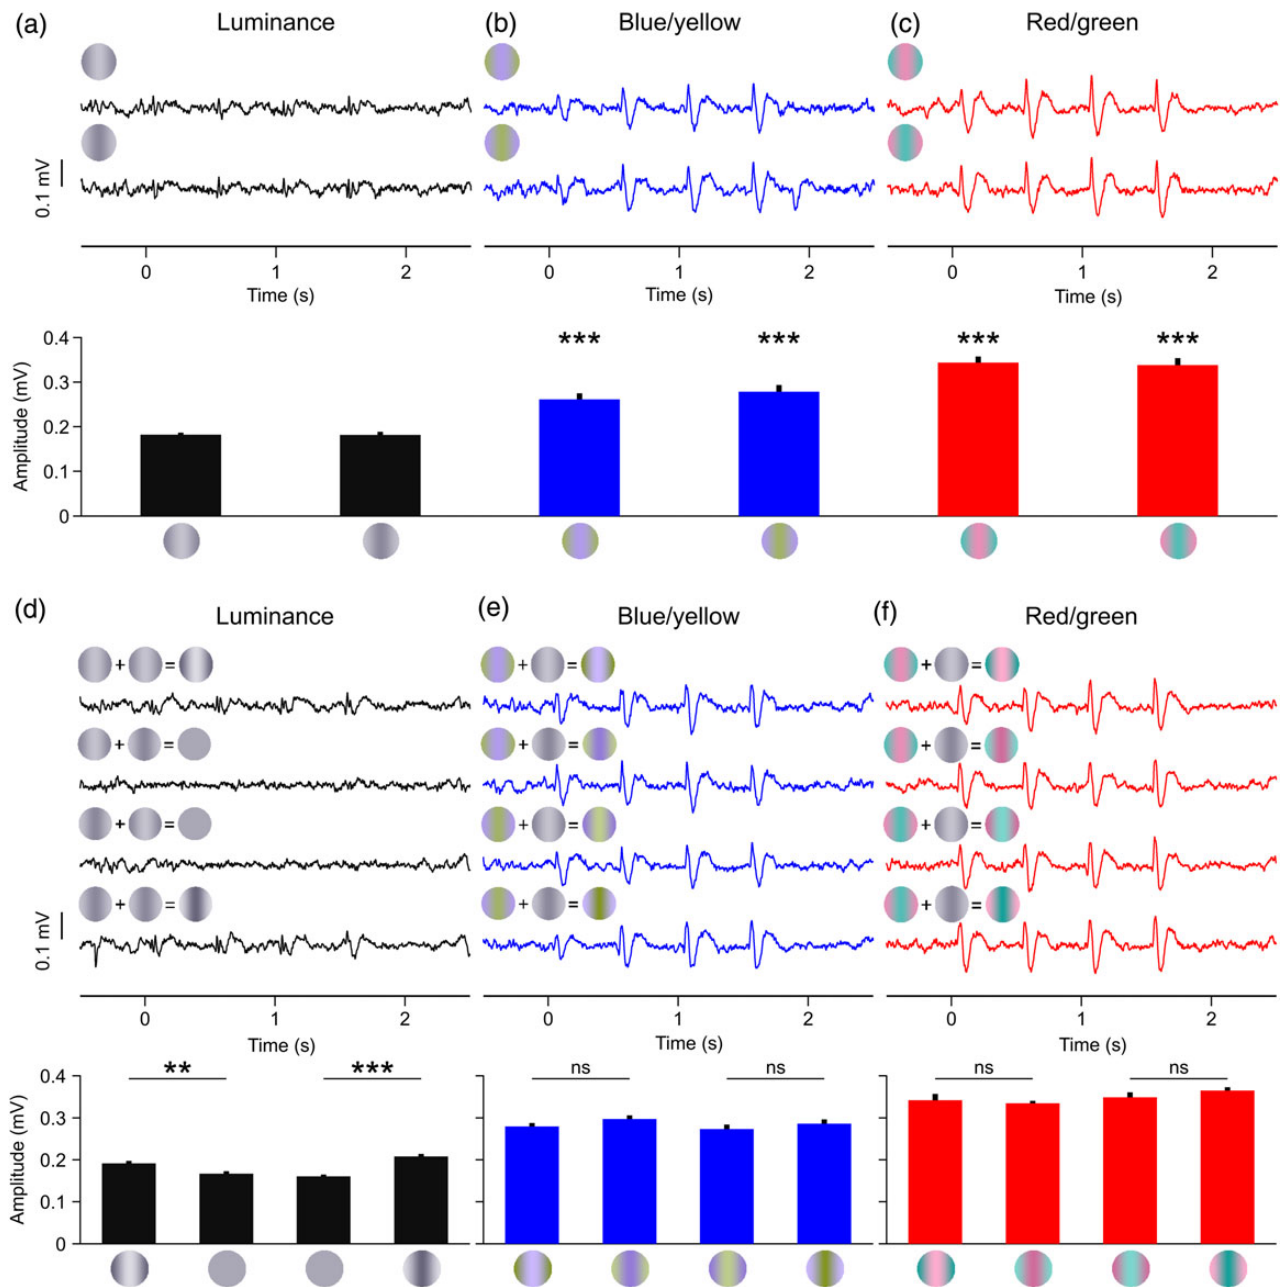 (a) Luminance (b) Blue/yellow (c) Red/green
0.1 mV
0 1 2 0 1 2 0 1 2
Time (s) Time (s) Time (s)
Amplitude (mV)
0.4 *** *** *** ***
0.3
0.2
0.1
0
(d) Luminance (e) Blue/yellow (f) Red/green
+ = + = + =
+ = + = + =
+ = + = + =
+ = + = + =
0.1 mV
0 1 2 0 1 2 0 1 2
Time (s) Time (s) Time (s)
Amplitude (mV)
0.4 ** *** ns ns ns ns
0.3
0.2
0.1
0